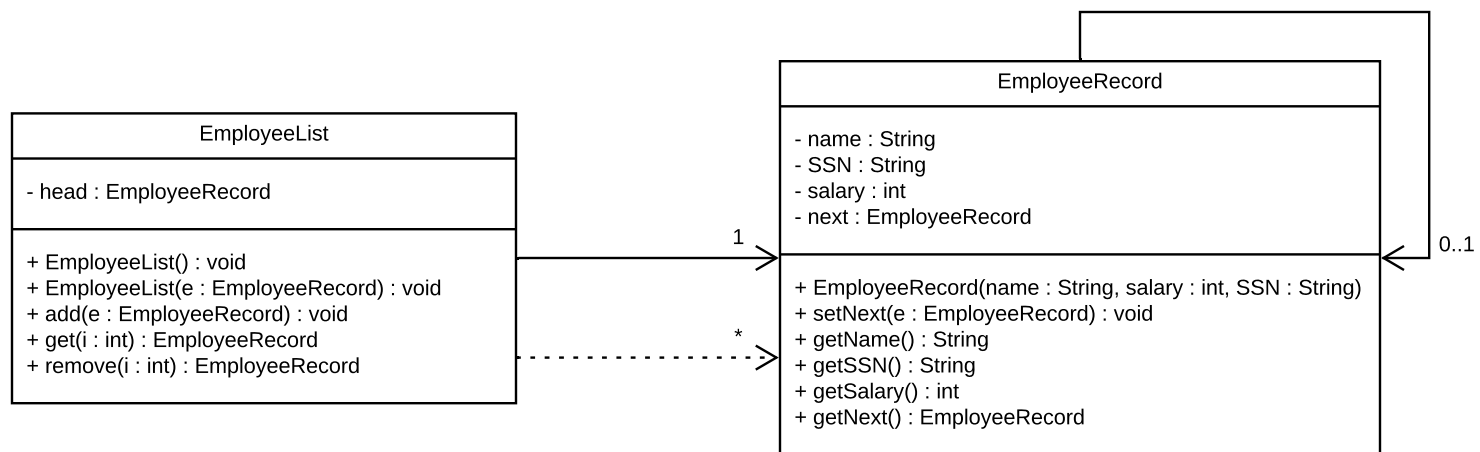 EmployeeList
- head : EmployeeRecord
+ EmployeeList() : void
+ EmployeeList(e : EmployeeRecord) : void
+ add(e : EmployeeRecord) : void
+ get(i : int) : EmployeeRecord
+ remove(i : int) : EmployeeRecord
1
*
EmployeeRecord
- name : String
- SSN : String
- salary : int
- next : EmployeeRecord
+ EmployeeRecord(name : String, salary : int, SSN : String)
+ setNext(e : EmployeeRecord) : void
+ getName() : String
+ getSSN() : String
+ getSalary() : int
+ getNext() : EmployeeRecord
0..1